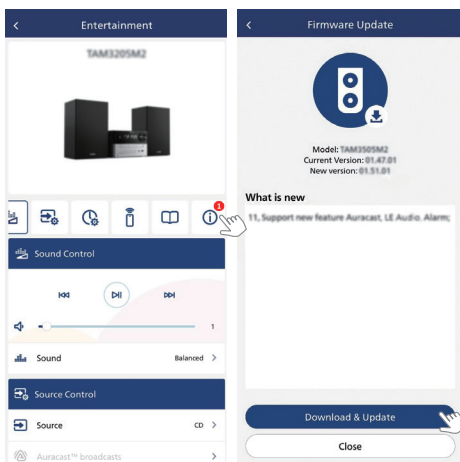 Entertainment
TAM3205M2
1
Sound Control
1
Sound
Balanced
Source Control
Source
CD
Auracast™ broadcasts
Firmware Update
Model: TAM3505M2
Current Version: 01.47.01
New version: 01.51.01
What is new
11, Support new feature Auracast, LE Audio. Alarm;
Download & Update
Close